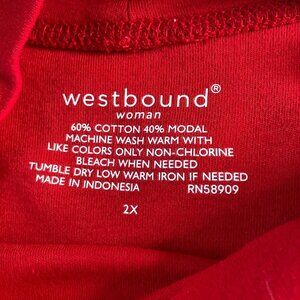 westbound®
woman
60% COTTON 40% MODAL
MACHINE WASH WARM WITH
LIKE COLORS ONLY NON-CHLORINE
BLEACH WHEN NEEDED
TUMBLE DRY LOW WARM IRON IF NEEDED
MADE IN INDONESIA RN58909
2X